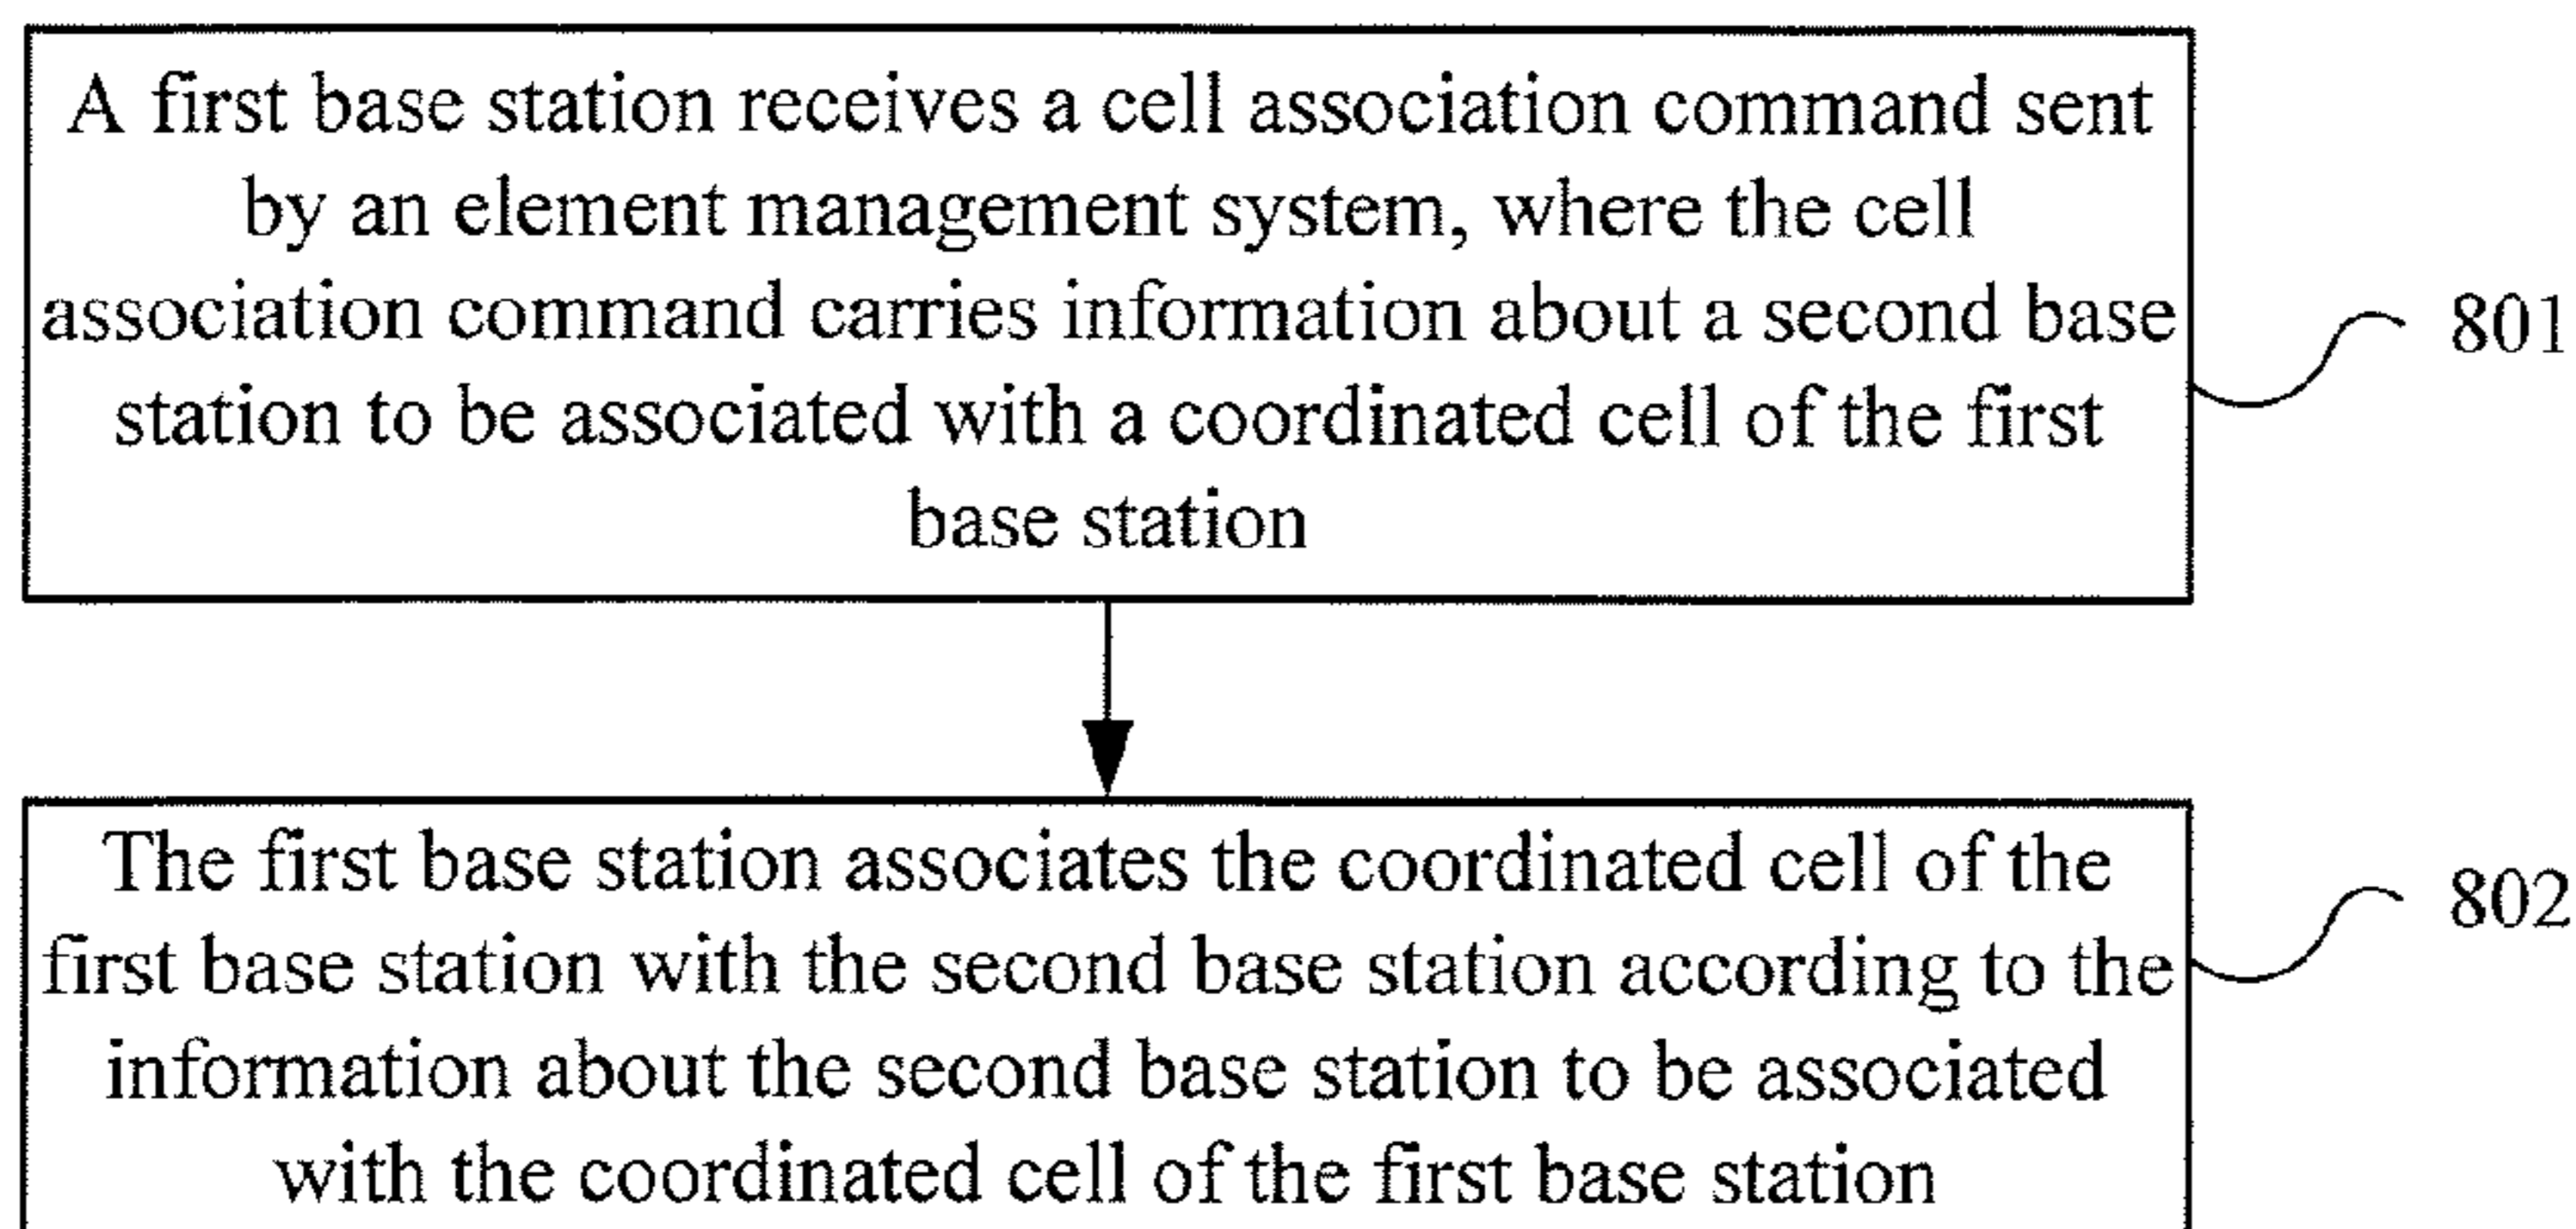 A first base station receives a cell association command sent
by an element management system, where the cell
association command carries information about a second base
station to be associated with a coordinated cell of the first
base station
801
The first base station associates the coordinated cell of the
first base station with the second base station according to the
information about the second base station to be associated
with the coordinated cell of the first base station
802